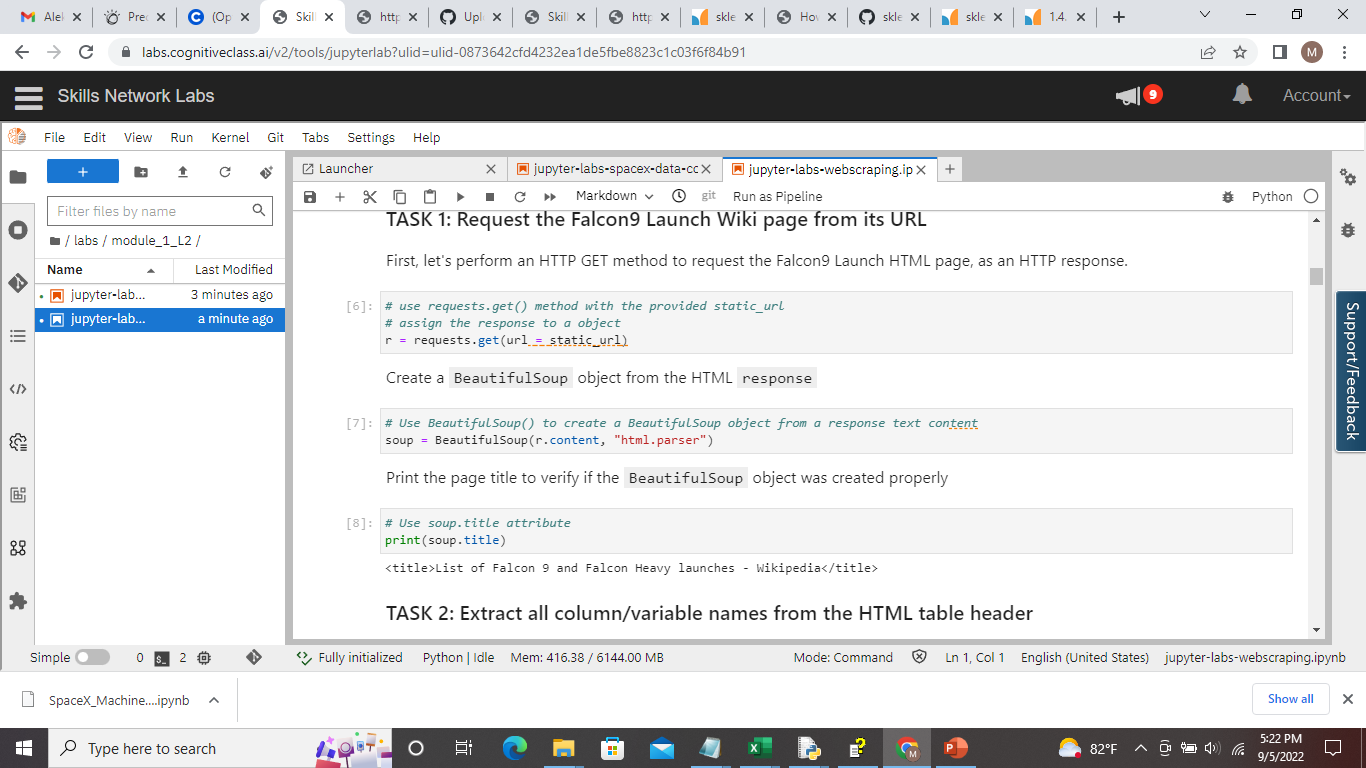 Alek
Prec
(Op
Skill
http
Uplo
Skill
http
skle
How
skle
skle
1.4.
labs.cognitiveclass.ai/v2/tools/jupyterlab?ulid=ulid-0873642cfd4232ea1de5fbe8823c1c03f6f84b91
M
Skills Network Labs
9
Account
File Edit View Run Kernel Git Tabs Settings Help
+
Filter files by name
/ labs / module_1_L2 /
Name Last Modified
jupyter-lab... 3 minutes ago
jupyter-lab... a minute ago
Launcher
jupyter-labs-spacex-data-cc
jupyter-labs-webscraping.ip
Markdown git Run as Pipeline Python
TASK 1: Request the Falcon9 Launch Wiki page from its URL
First, let's perform an HTTP GET method to request the Falcon9 Launch HTML page, as an HTTP response.
[6]: # use requests.get() method with the provided static_url
# assign the response to a object
r = requests.get(url = static_url)
Create a BeautifulSoup object from the HTML response
[7]: # Use BeautifulSoup() to create a BeautifulSoup object from a response text content
soup = BeautifulSoup(r.content, "html.parser")
Print the page title to verify if the BeautifulSoup object was created properly
[8]: # Use soup.title attribute
print(soup.title)
<title>List of Falcon 9 and Falcon Heavy launches - Wikipedia</title>
TASK 2: Extract all column/variable names from the HTML table header
Support/Feedback
Simple 0 2 Fully initialized Python | Idle Mem: 416.38 / 6144.00 MB Mode: Command Ln 1, Col 1 English (United States) jupyter-labs-webscraping.ipynb
SpaceX_Machine....ipynb
Show all
Type here to search
82°F
5:22 PM
9/5/2022